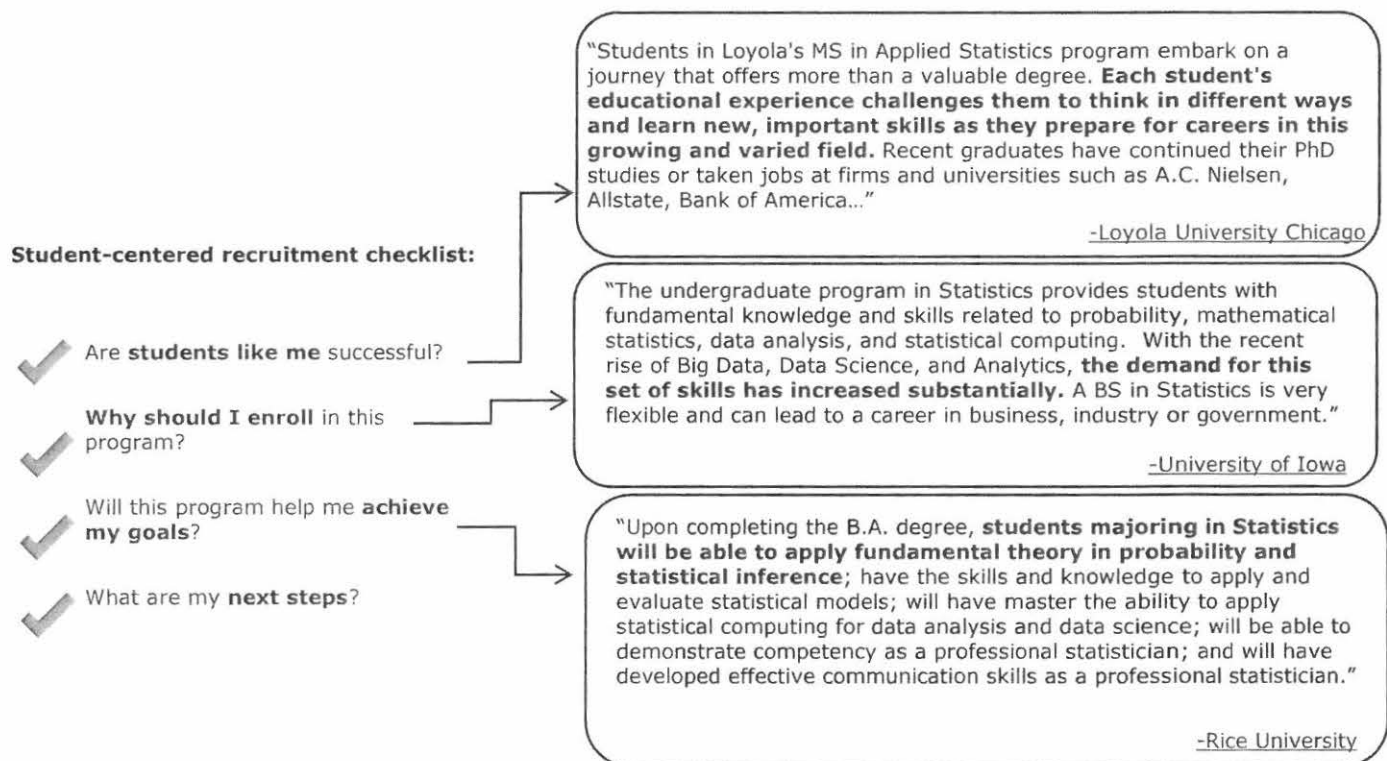 "Students in Loyola's MS in Applied Statistics program embark on a
journey that offers more than a valuable degree. Each student's
educational experience challenges them to think in different ways
and learn new, important skills as they prepare for careers in this
growing and varied field. Recent graduates have continued their PhD
studies or taken jobs at firms and universities such as A.C. Nielsen,
Allstate, Bank of America..."
-Loyola University Chicago
Student-centered recruitment checklist:
Are students like me successful?
Why should I enroll in this
program?
Will this program help me achieve
my goals?
What are my next steps?
"The undergraduate program in Statistics provides students with
fundamental knowledge and skills related to probability, mathematical
statistics, data analysis, and statistical computing.  With the recent
rise of Big Data, Data Science, and Analytics, the demand for this
set of skills has increased substantially. A BS in Statistics is very
flexible and can lead to a career in business, industry or government."
-University of Iowa
"Upon completing the B.A. degree, students majoring in Statistics
will be able to apply fundamental theory in probability and
statistical inference; have the skills and knowledge to apply and
evaluate statistical models; will have master the ability to apply
statistical computing for data analysis and data science; will be able to
demonstrate competency as a professional statistician; and will have
developed effective communication skills as a professional statistician."
-Rice University